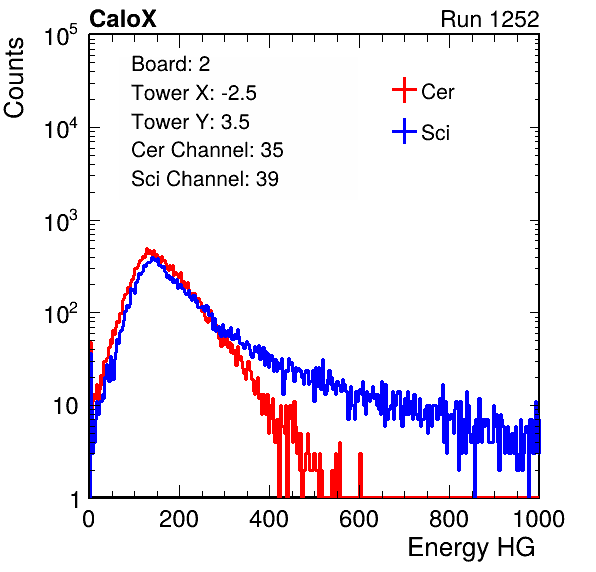 CaloX Run 1252
Counts
Board: 2
Tower X: -2.5
Tower Y: 3.5
Cer Channel: 35
Sci Channel: 39
Cer
Sci
10^5
10^4
10^3
10^2
10
1
0 200 400 600 800 1000
Energy HG